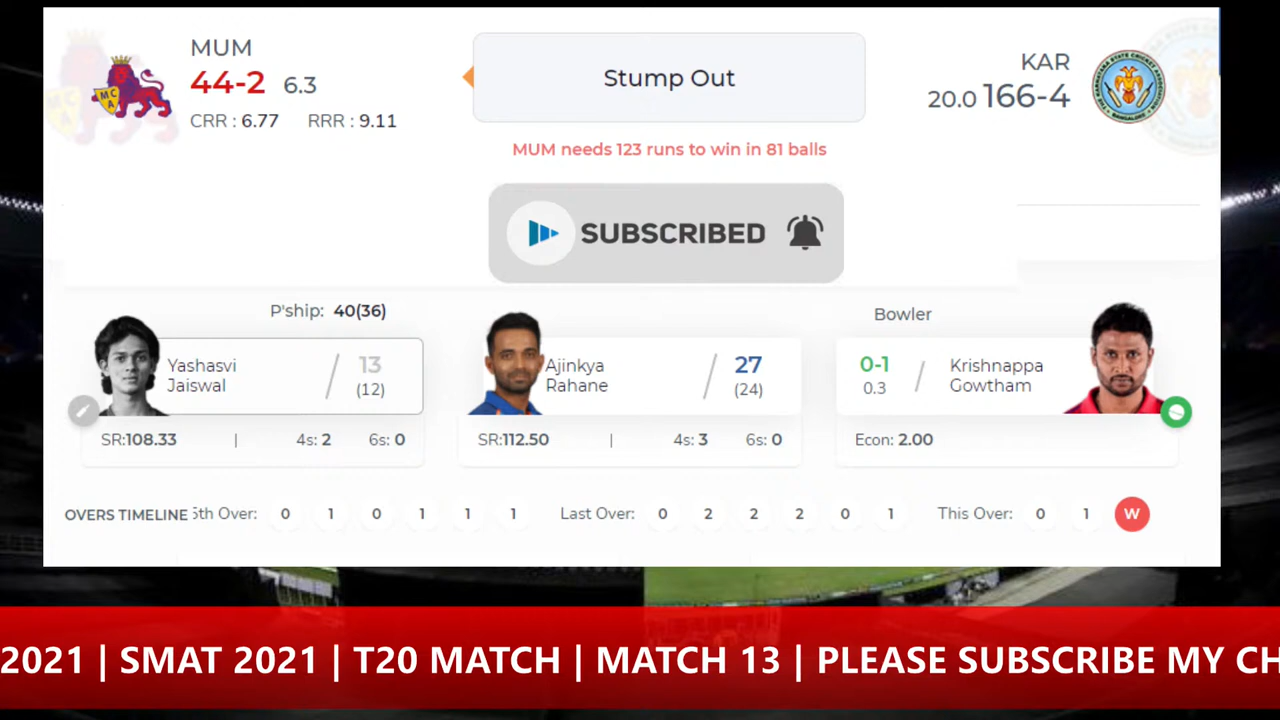 MUM
44-2 6.3
CRR : 6.77 RRR : 9.11
Stump Out
MUM needs 123 runs to win in 81 balls
KAR
20.0 166-4
MCA
SUBSCRIBED
P'ship: 40(36)
Bowler
Yashasvi
Jaiswal
13
(12)
SR:108.33 | 4s: 2 6s: 0
Ajinkya
Rahane
27
(24)
SR:112.50 | 4s: 3 6s: 0
0-1
0.3
Krishnappa
Gowtham
Econ: 2.00
OVERS TIMELINE 5th Over: 0 1 0 1 1 1 Last Over: 0 2 2 2 0 1 This Over: 0 1 W
2021 | SMAT 2021 | T20 MATCH | MATCH 13 | PLEASE SUBSCRIBE MY CH